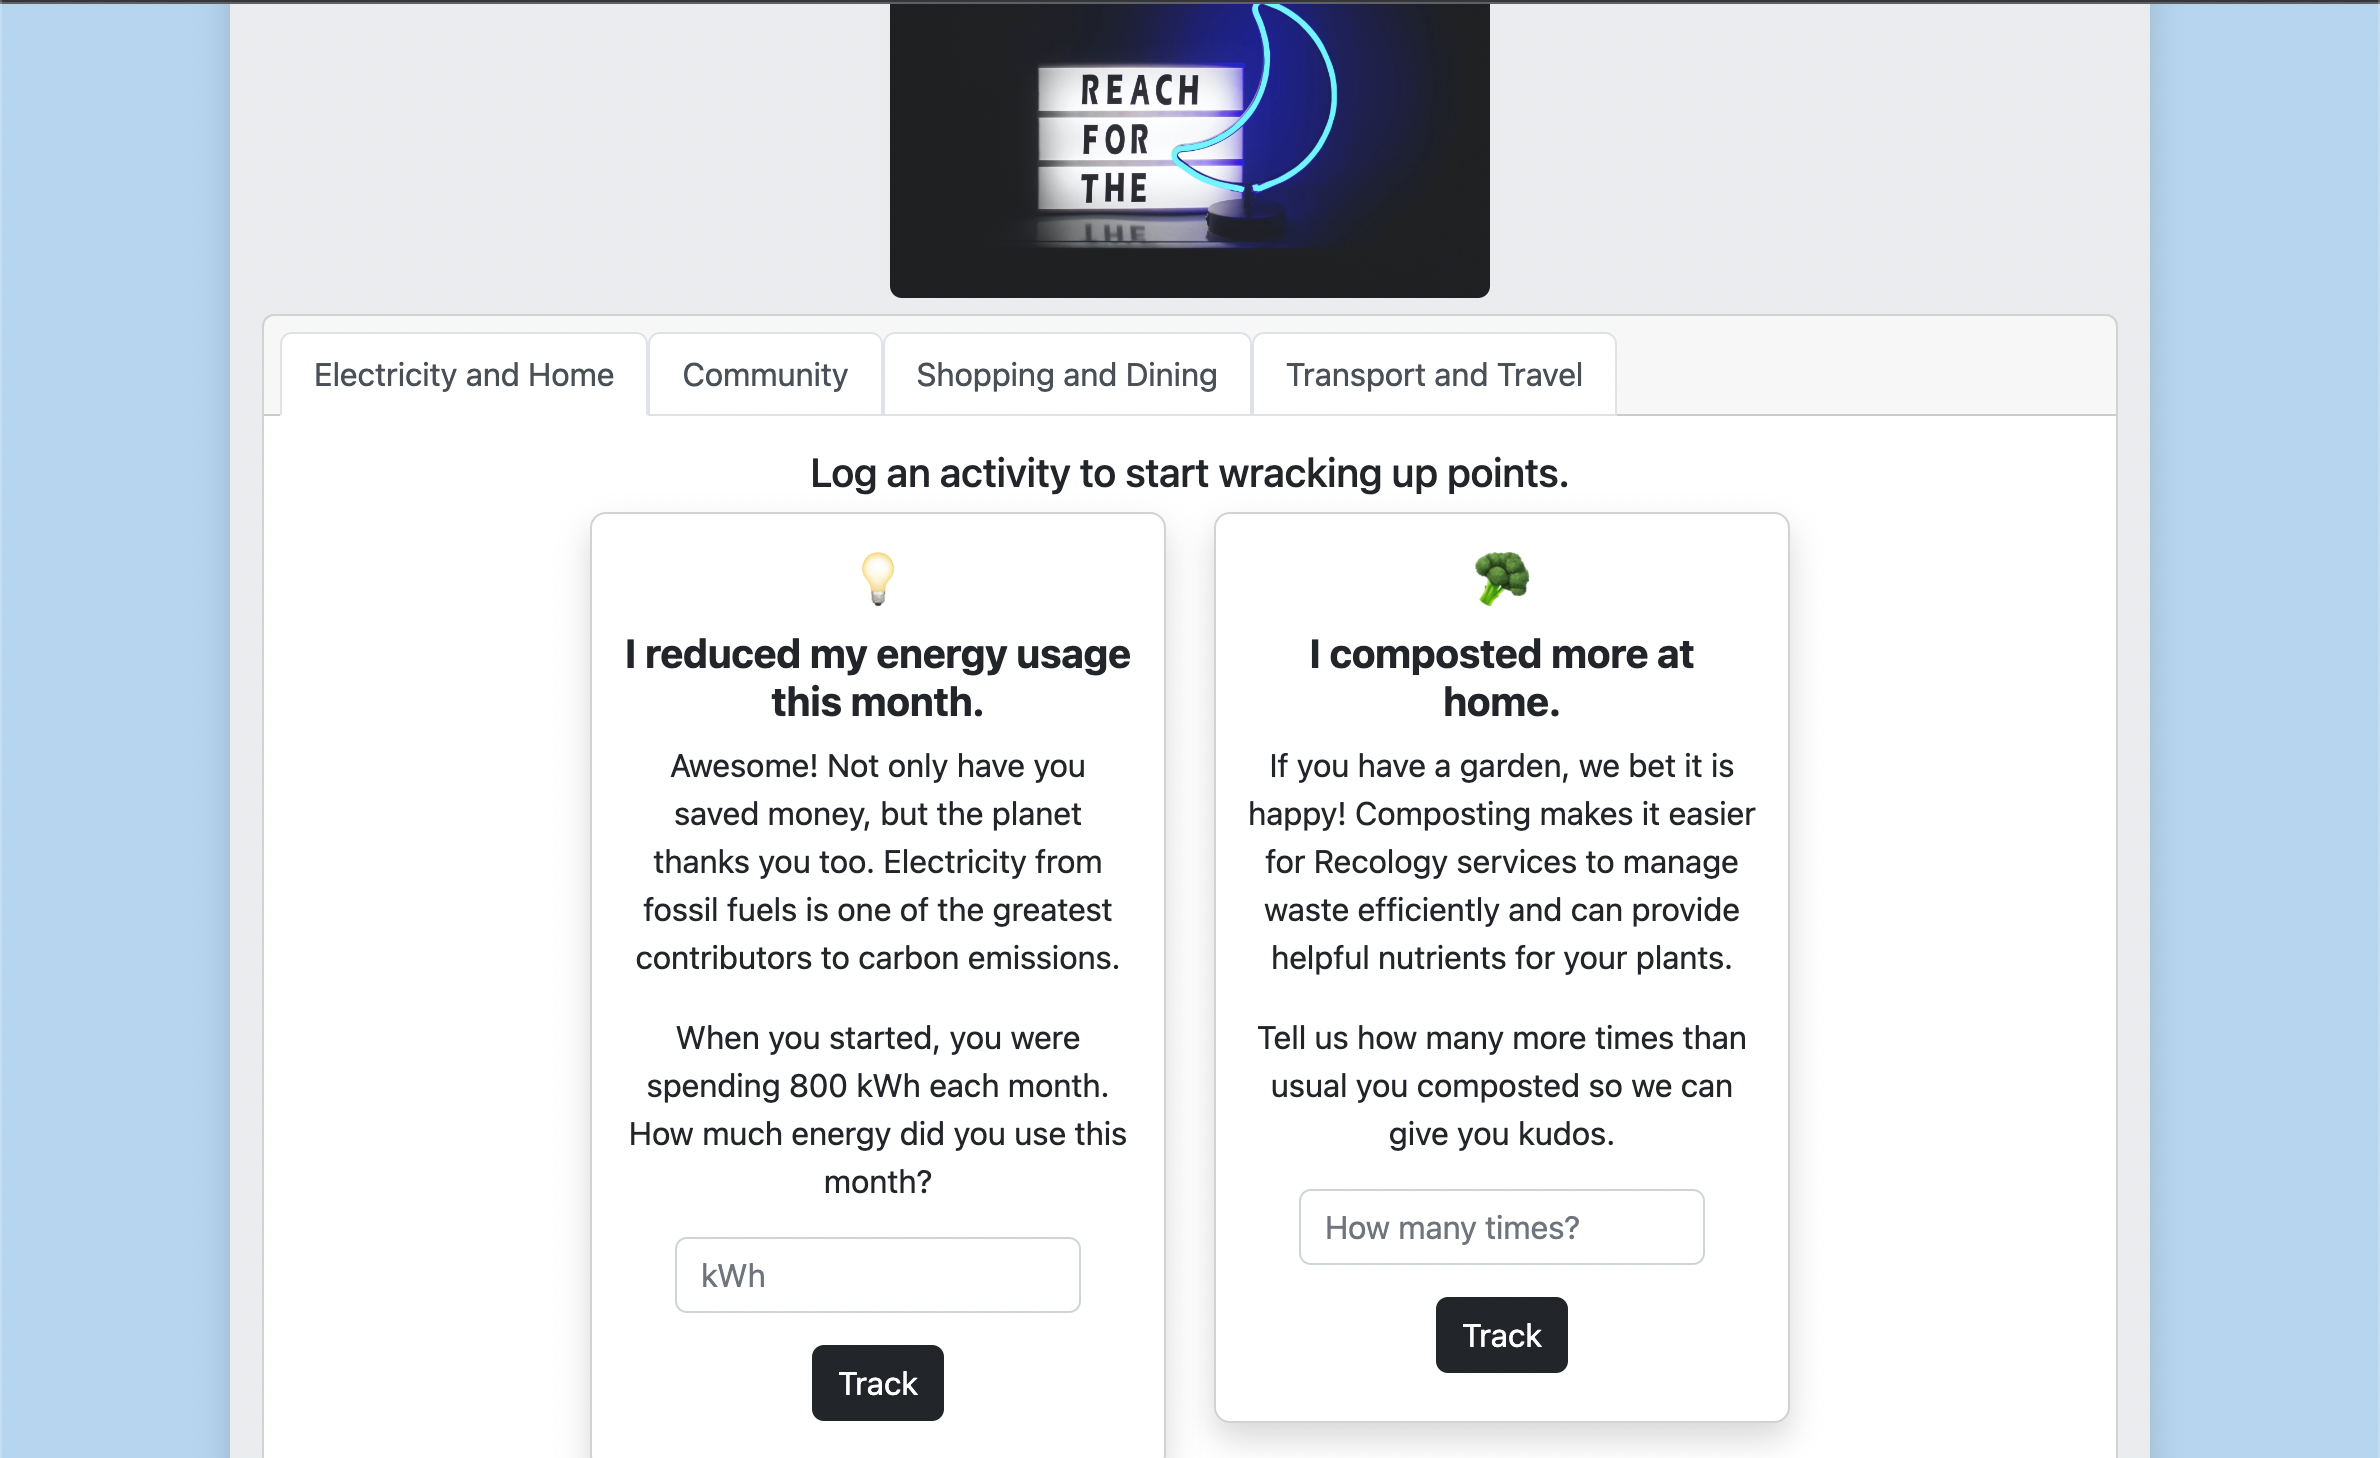 REACH
FOR
THE
Electricity and Home
Community
Shopping and Dining
Transport and Travel
Log an activity to start wracking up points.
I reduced my energy usage
this month.
Awesome! Not only have you
saved money, but the planet
thanks you too. Electricity from
fossil fuels is one of the greatest
contributors to carbon emissions.
When you started, you were
spending 800 kWh each month.
How much energy did you use this
month?
kWh
Track
I composted more at
home.
If you have a garden, we bet it is
happy! Composting makes it easier
for Recology services to manage
waste efficiently and can provide
helpful nutrients for your plants.
Tell us how many more times than
usual you composted so we can
give you kudos.
How many times?
Track